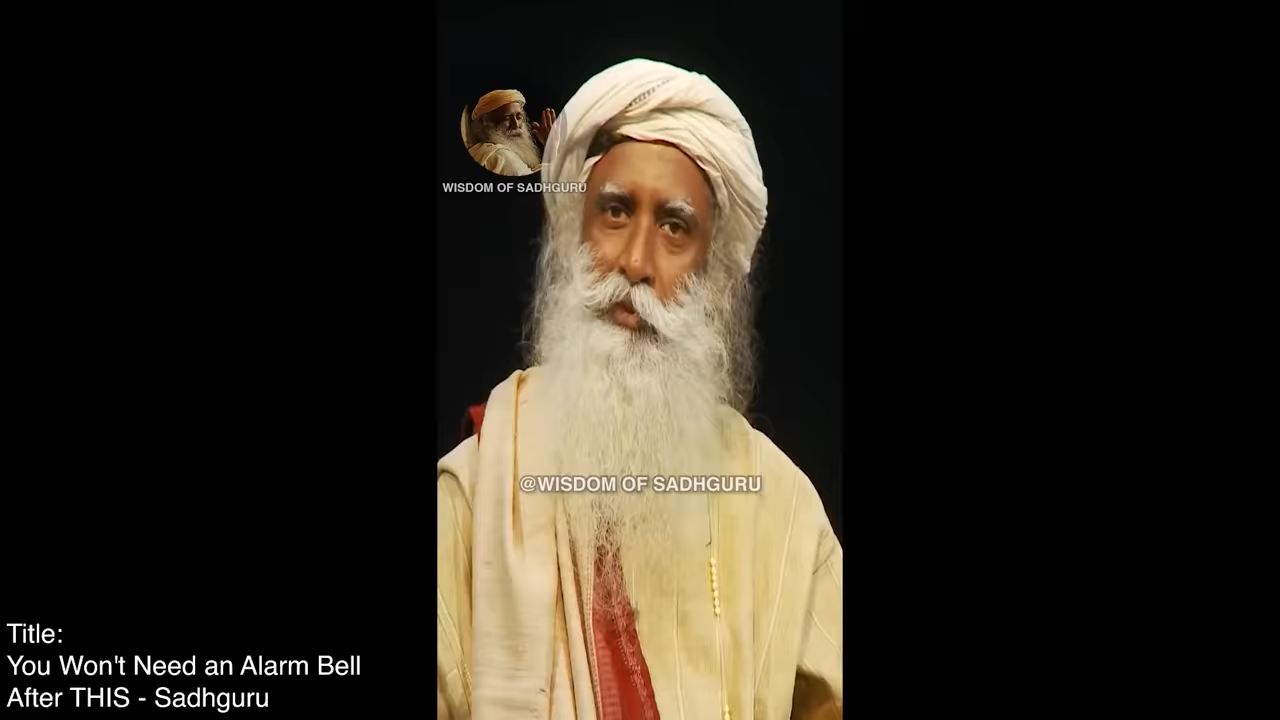 WISDOM OF SADHGURU
@WISDOM OF SADHGURU
Title:
You Won't Need an Alarm Bell
After THIS - Sadhguru